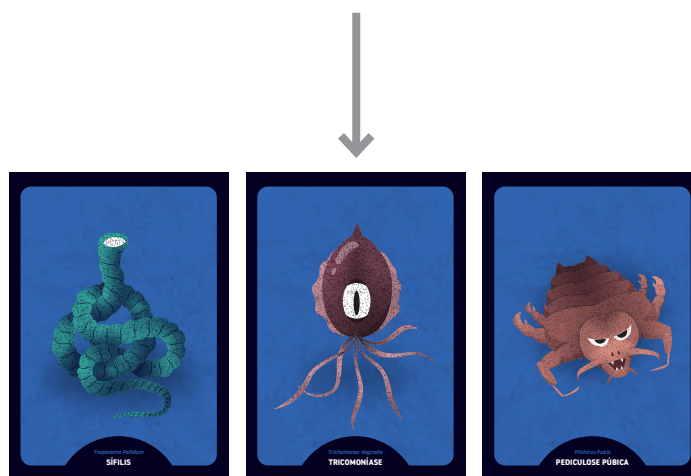 Treponema Pallidum
SÍFILIS
Trichomonas Vaginalis
TRICOMONÍASE
Phthirus Pubis
PEDICULOSE PÚBICA